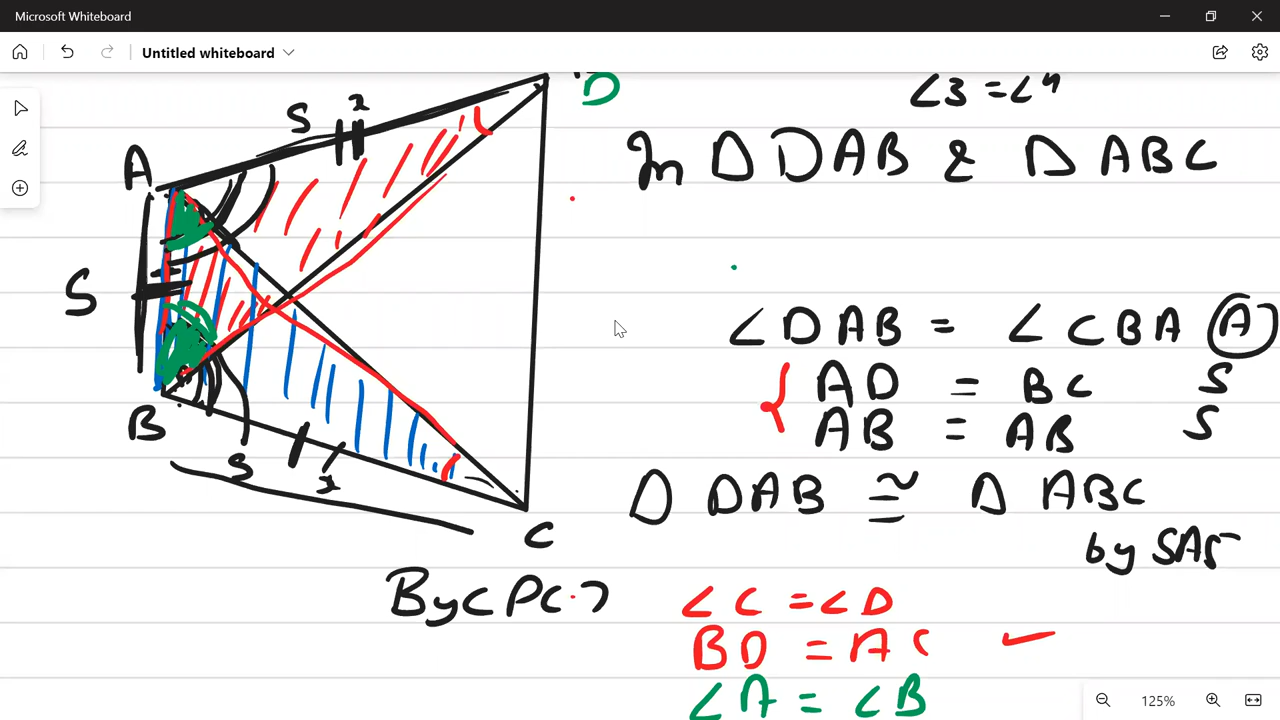 Microsoft Whiteboard
Untitled whiteboard
D
∠3 = ∠4
S x
A
In Δ DAB & Δ ABC
S
∠DAB = ∠CBA (A)
AD = BC S
AB = AB S
B
S x
Δ DAB ≅ Δ ABC
C
by SAS
By CPC
∠C = ∠D
BD = AC
∠A = ∠B
125%